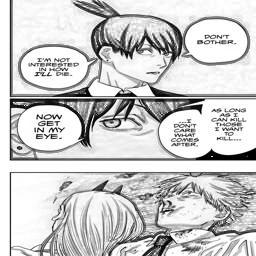 DON'T
BOTHER.
I'M NOT
INTERESTED
IN HOW
I'LL DIE.
AS LONG
AS I
CAN KILL
THOSE
I WANT
TO
KILL...
...I
DON'T
CARE
WHAT
COMES
AFTER.
NOW
GET
IN MY
EYE.